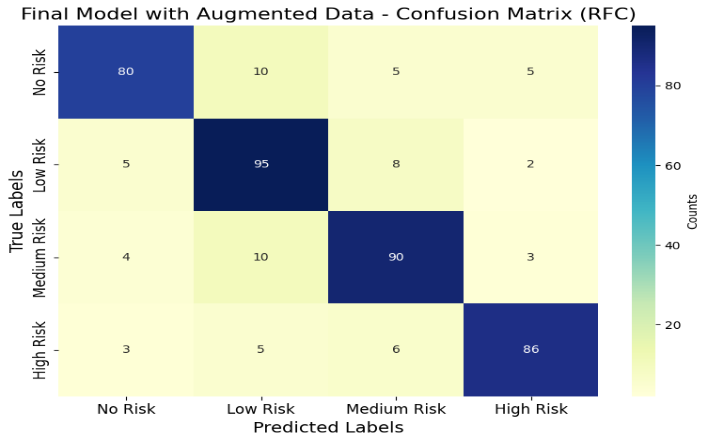 Final Model with Augmented Data - Confusion Matrix (RFC)
True Labels
No Risk
80 10 5 5
Low Risk
5 95 8 2
Medium Risk
4 10 90 3
High Risk
3 5 6 86
No Risk Low Risk Medium Risk High Risk
Predicted Labels
80
60
40
20
Counts